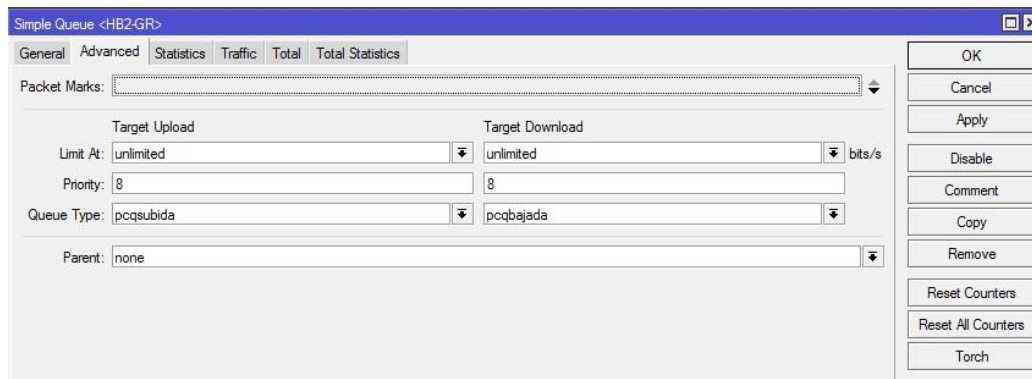 Simple Queue <HB2-GR>
General Advanced Statistics Traffic Total Total Statistics
OK
Packet Marks:
Cancel
Target Upload Target Download
Apply
Limit At: unlimited unlimited bits/s
Disable
Priority: 8 8
Comment
Queue Type: pcqsubida pcqbajada
Copy
Parent: none
Remove
Reset Counters
Reset All Counters
Torch